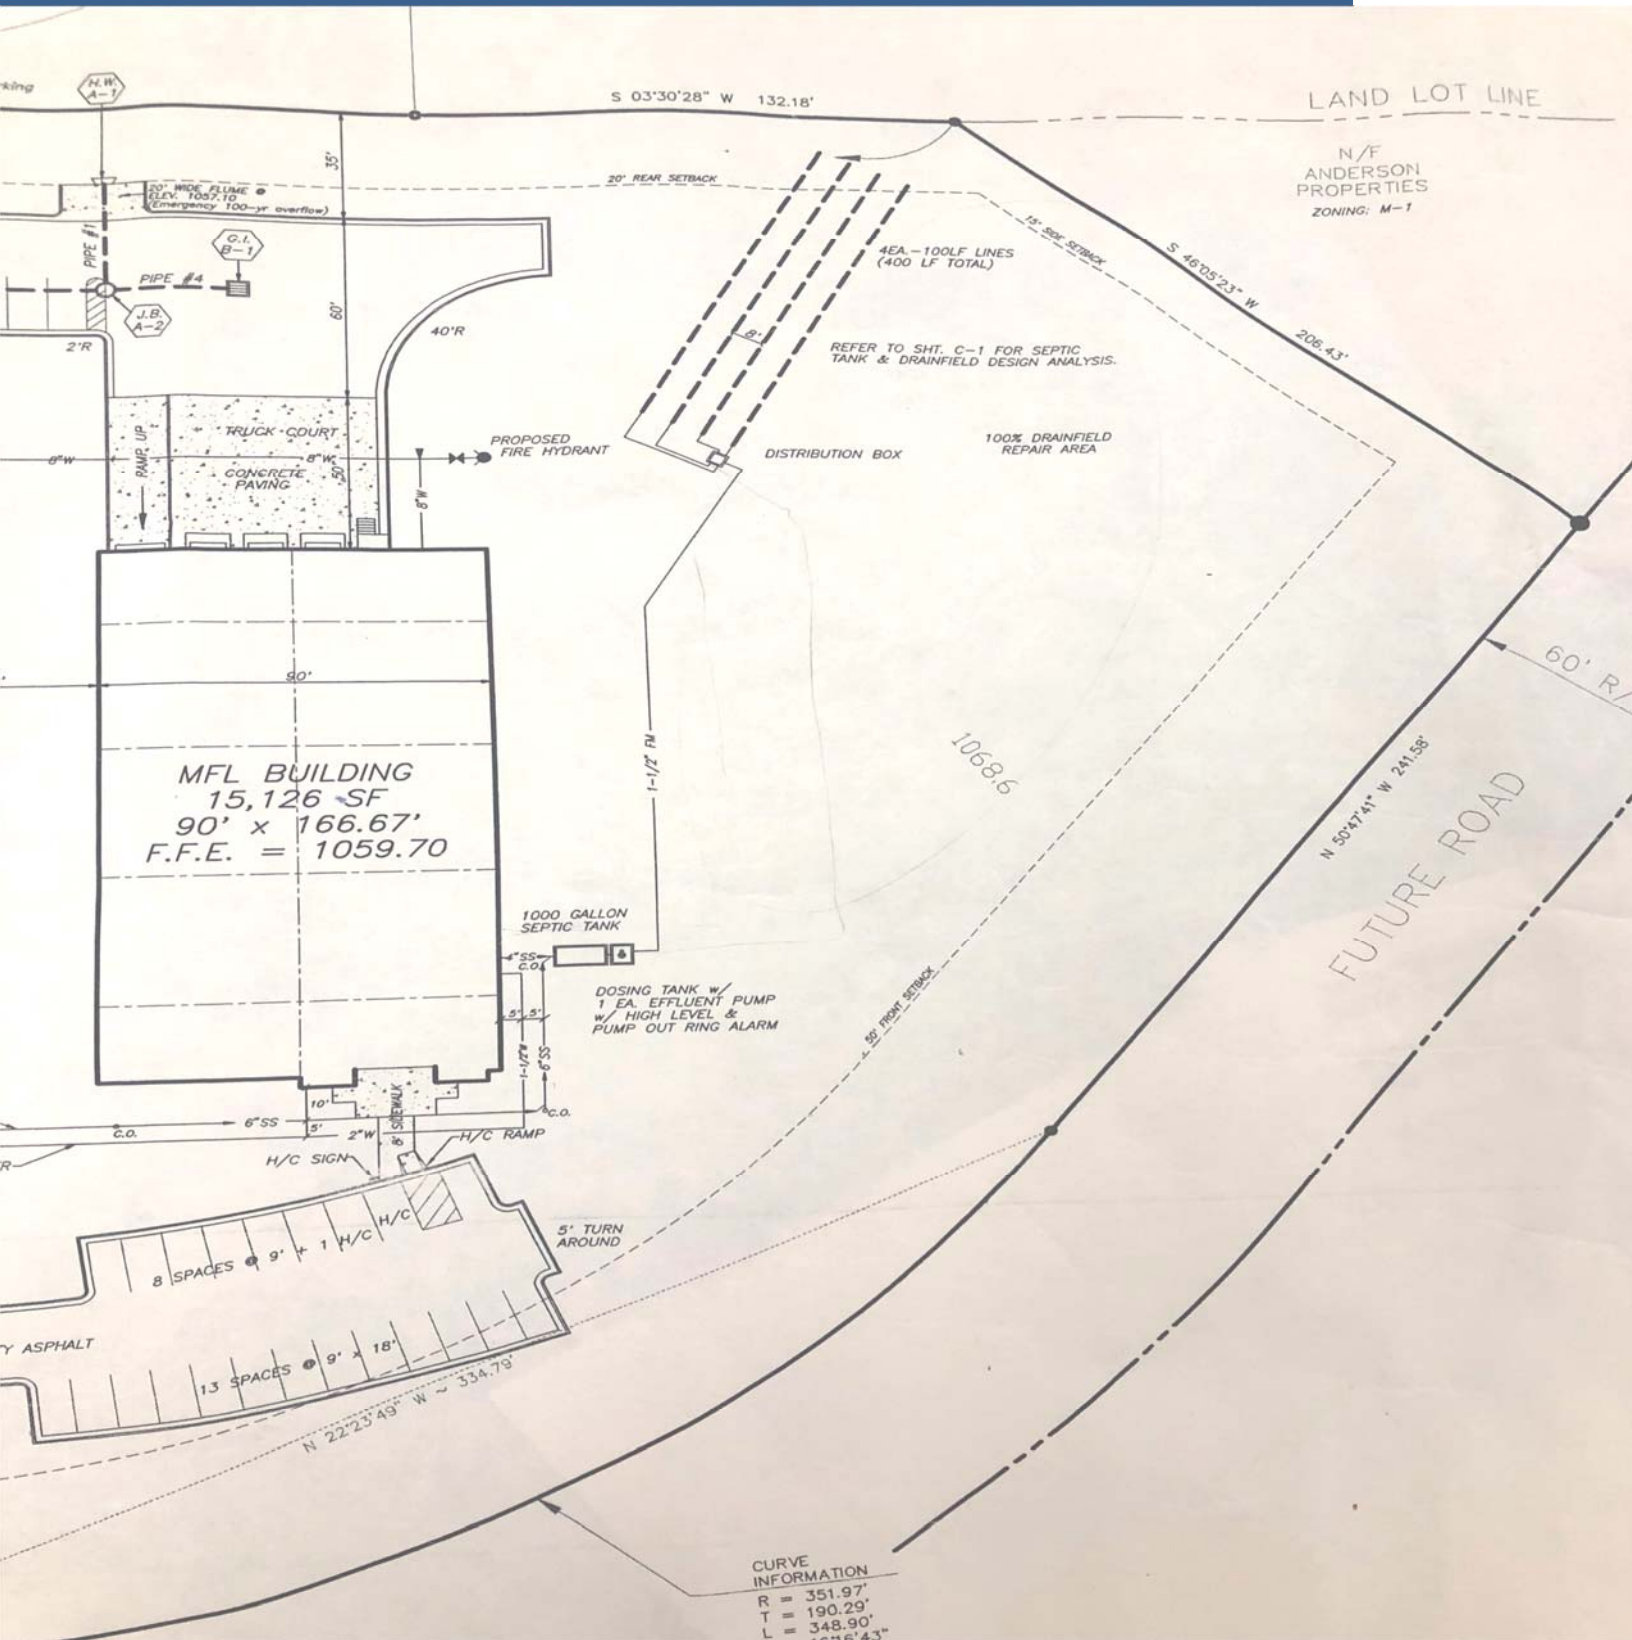 H.W.
A-1
S 03°30'28" W 132.18'
LAND LOT LINE
N/F
ANDERSON
PROPERTIES
ZONING: M-1
35'
20' REAR SETBACK
20' WIDE FLUME @
ELEV. 1057.10
(Emergency 100-yr overflow)
PIPE #1
G.I.
B-1
PIPE #4
J.B.
A-2
2'R
60'
40'R
15' SIDE SETBACK
S 46°05'23" W 206.43'
4EA.-100LF LINES
(400 LF TOTAL)
8'
REFER TO SHT. C-1 FOR SEPTIC
TANK & DRAINFIELD DESIGN ANALYSIS.
RAMP UP
TRUCK COURT
8"W
8"W
50'
CONCRETE
PAVING
PROPOSED
FIRE HYDRANT
8"W
DISTRIBUTION BOX
100% DRAINFIELD
REPAIR AREA
90'
MFL BUILDING
15,126 SF
90' x 166.67'
F.F.E. = 1059.70
1-1/2" FM
1068.6
60' R/
N 50°47'41" W 241.58'
FUTURE ROAD
1000 GALLON
SEPTIC TANK
4"SS
C.O.
DOSING TANK w/
1 EA. EFFLUENT PUMP
w/ HIGH LEVEL &
PUMP OUT RING ALARM
5' 5'
1-1/2"W
6"SS
50' FRONT SETBACK
10'
8' SIDEWALK
C.O.
C.O.
6"SS
5'
2"W
H/C RAMP
H/C SIGN
5' TURN
AROUND
8 SPACES @ 9' + 1 H/C
H/C
Y ASPHALT
13 SPACES @ 9' x 18'
N 22°23'49" W ~ 334.79'
CURVE
INFORMATION
R = 351.97'
T = 190.29'
L = 348.90'